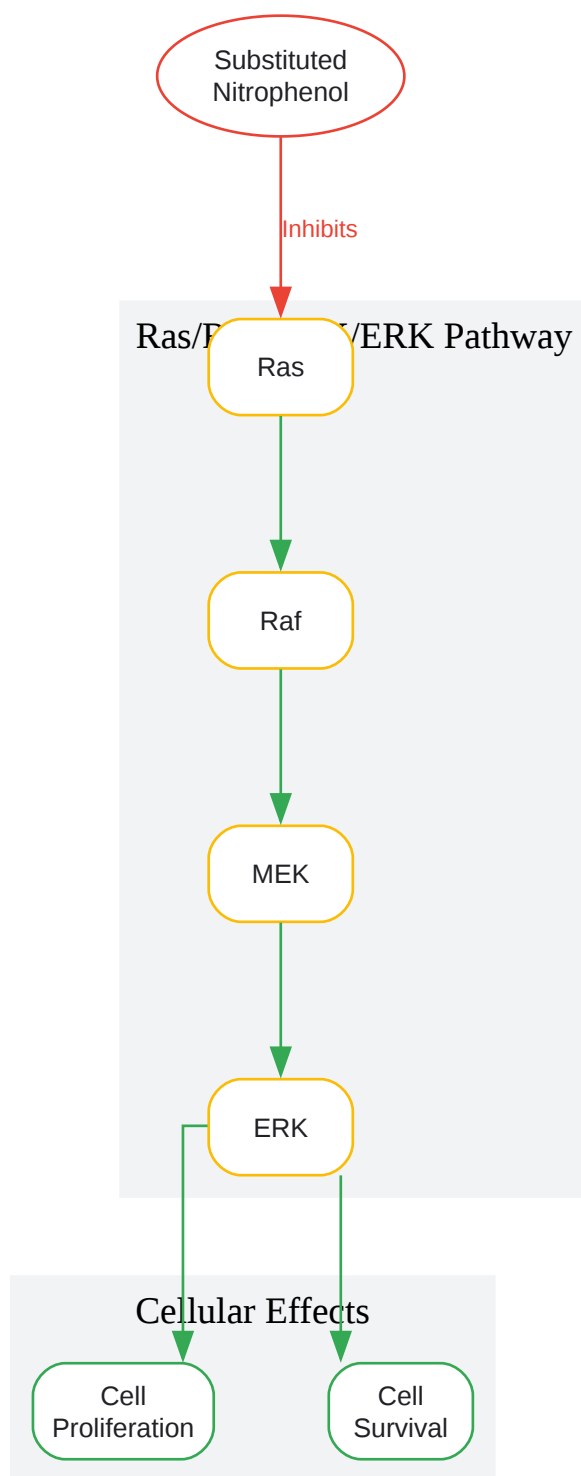 Substituted
Nitrophenol
Inhibits
Ras/ /ERK Pathway
Ras
Raf
MEK
ERK
Cellular Effects
Cell
Proliferation
Cell
Survival